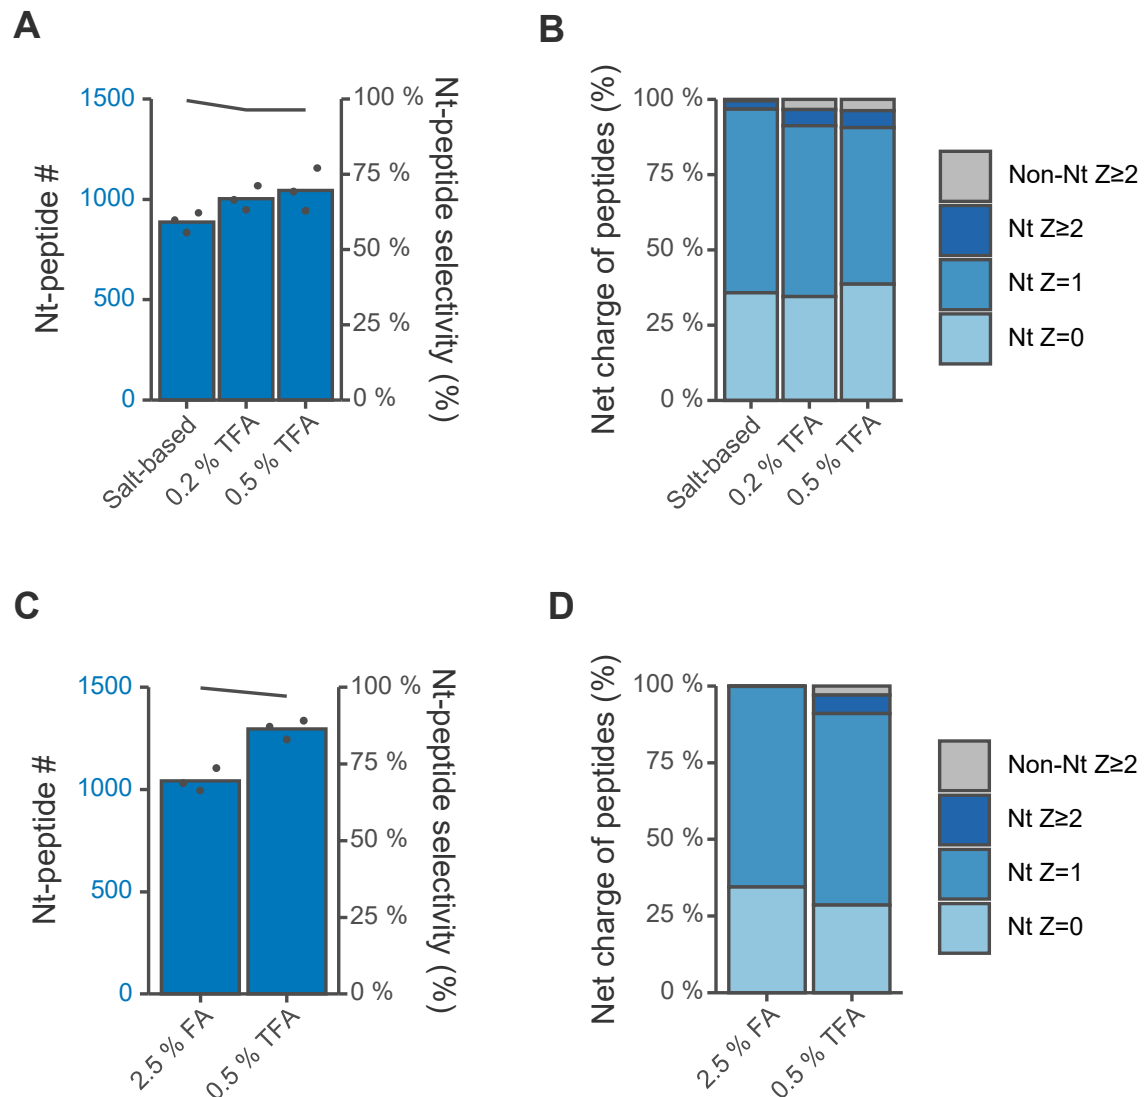 A
Nt-peptide #
1500
1000
500
0
100 %
75 %
50 %
25 %
0 %
Nt-peptide selectivity (%)
Salt-based
0.2 % TFA
0.5 % TFA
B
Net charge of peptides (%)
100 %
75 %
50 %
25 %
0 %
Salt-based
0.2 % TFA
0.5 % TFA
Non-Nt Z≥2
Nt Z≥2
Nt Z=1
Nt Z=0
C
Nt-peptide #
1500
1000
500
0
100 %
75 %
50 %
25 %
0 %
Nt-peptide selectivity (%)
2.5 % FA
0.5 % TFA
D
Net charge of peptides (%)
100 %
75 %
50 %
25 %
0 %
2.5 % FA
0.5 % TFA
Non-Nt Z≥2
Nt Z≥2
Nt Z=1
Nt Z=0